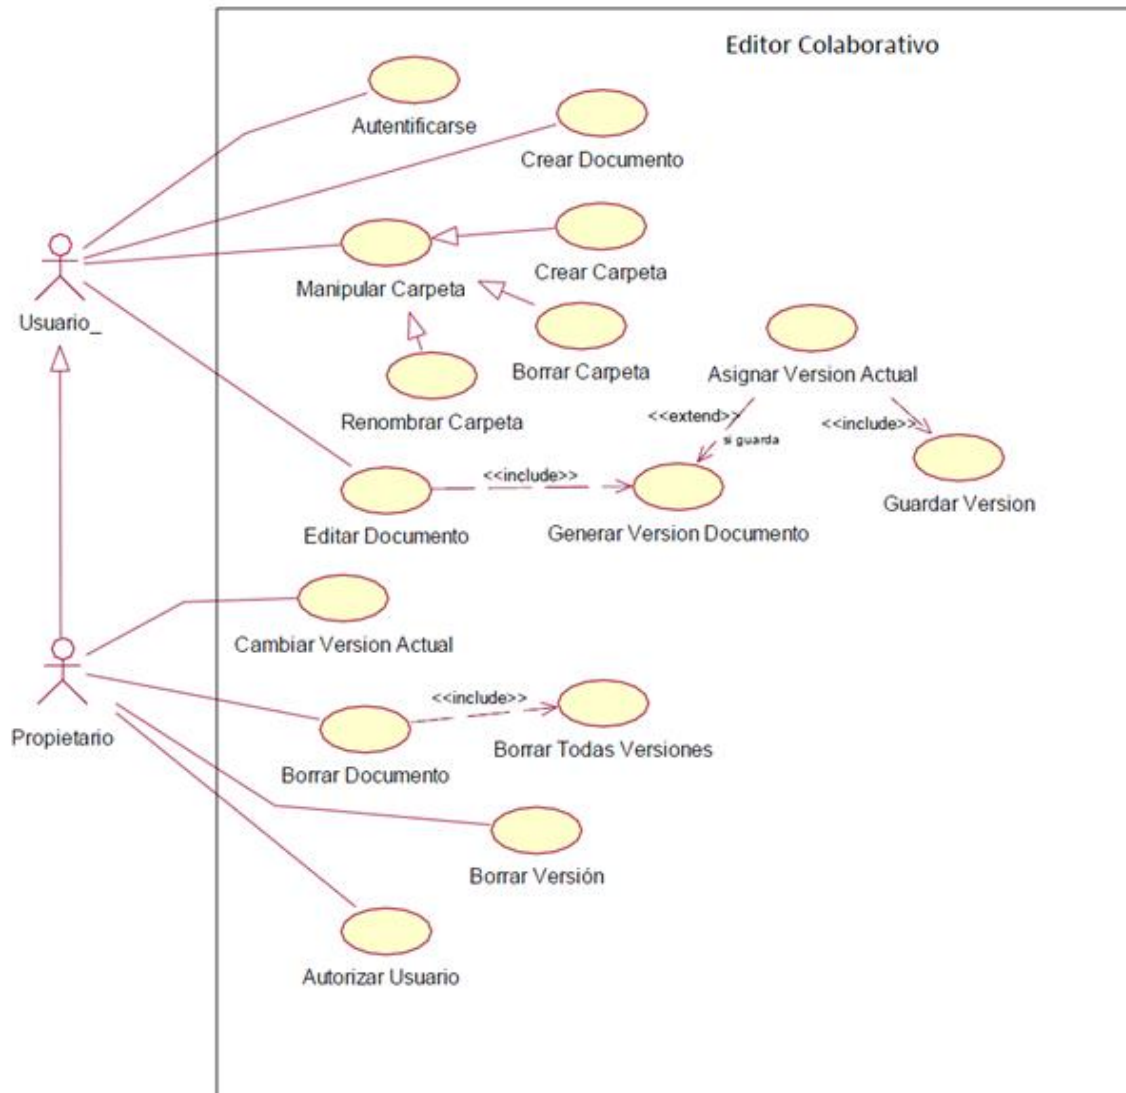 Editor Colaborativo
Autentificarse
Crear Documento
Manipular Carpeta
Crear Carpeta
Usuario_
Borrar Carpeta
Asignar Version Actual
Renombrar Carpeta
<<extend>>
si guarda
<<include>>
<<include>>
Editar Documento
Generar Version Documento
Guardar Version
Cambiar Version Actual
Propietario
<<include>>
Borrar Documento
Borrar Todas Versiones
Borrar Versión
Autorizar Usuario